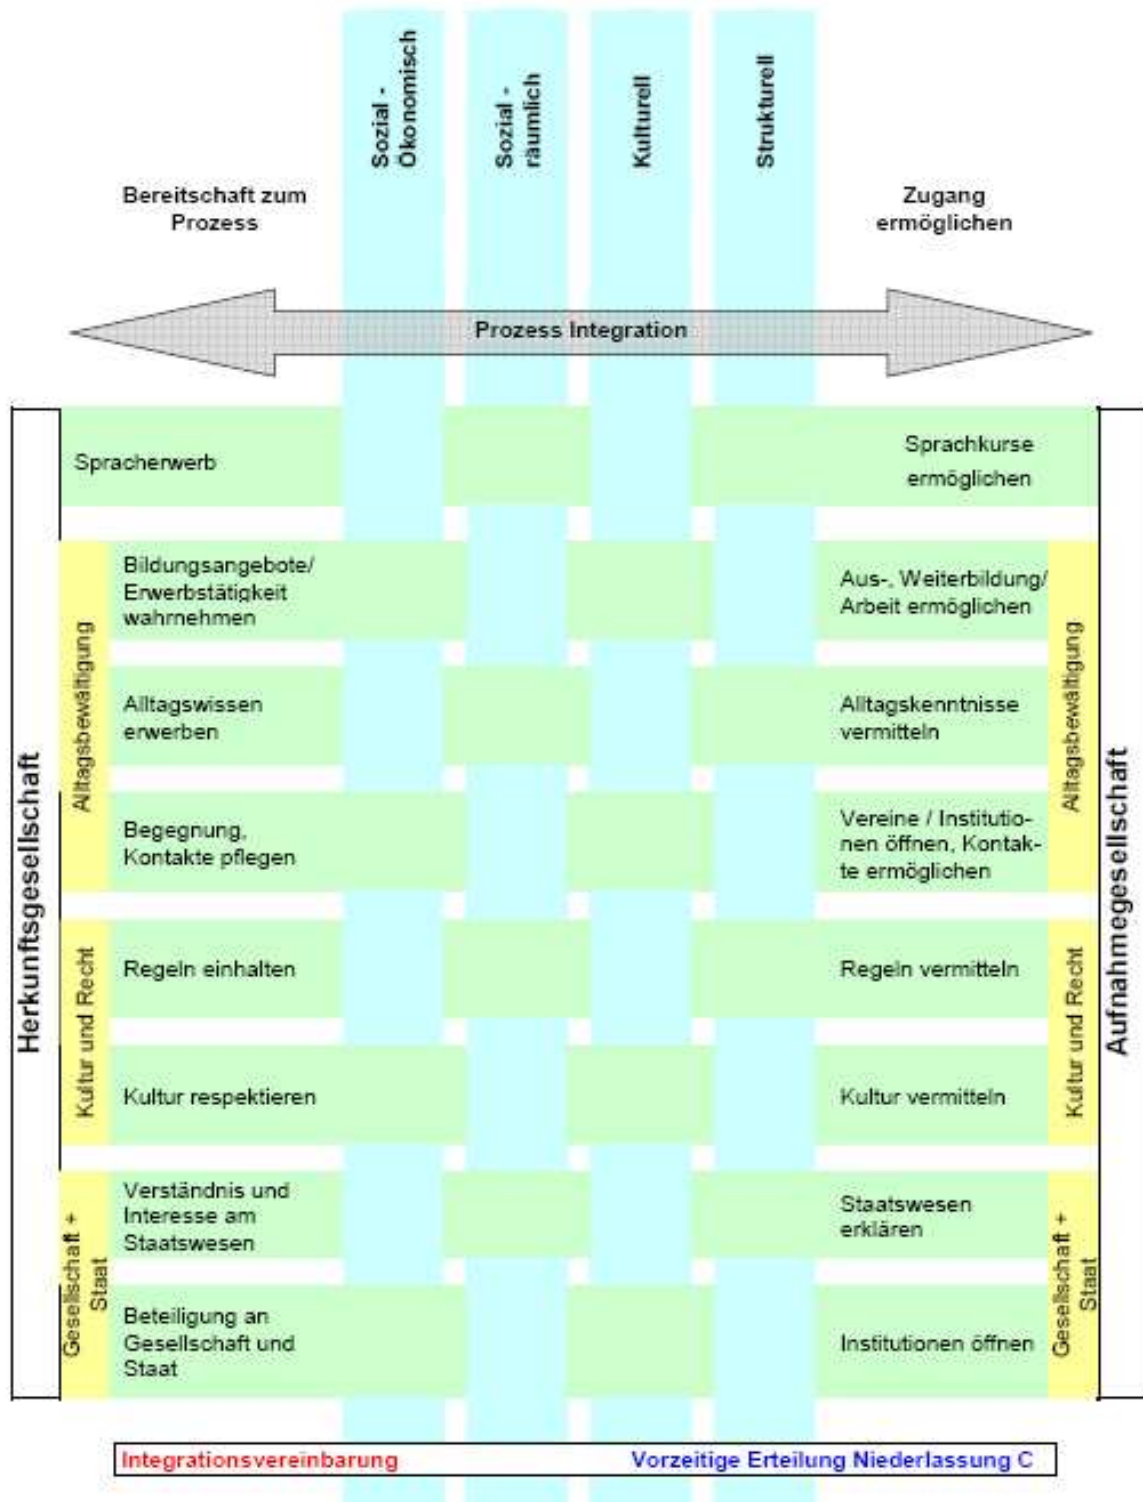 Sozial -
Ökonomisch
Sozial -
räumlich
Kulturell
Strukturell
Bereitschaft zum
Prozess
Zugang
ermöglichen
Prozess Integration
Herkunftsgesellschaft
Aufnahmegesellschaft
Spracherwerb
Sprachkurse
ermöglichen
Alltagsbewältigung
Bildungsangebote/
Erwerbstätigkeit
wahrnehmen
Aus-, Weiterbildung/
Arbeit ermöglichen
Alltagsbewältigung
Alltagswissen
erwerben
Alltagskenntnisse
vermitteln
Begegnung,
Kontakte pflegen
Vereine / Institutio-
nen öffnen, Kontak-
te ermöglichen
Kultur und Recht
Regeln einhalten
Regeln vermitteln
Kultur und Recht
Kultur respektieren
Kultur vermitteln
Gesellschaft +
Staat
Verständnis und
Interesse am
Staatswesen
Staatswesen
erklären
Gesellschaft +
Staat
Beteiligung an
Gesellschaft und
Staat
Institutionen öffnen
Integrationsvereinbarung
Vorzeitige Erteilung Niederlassung C